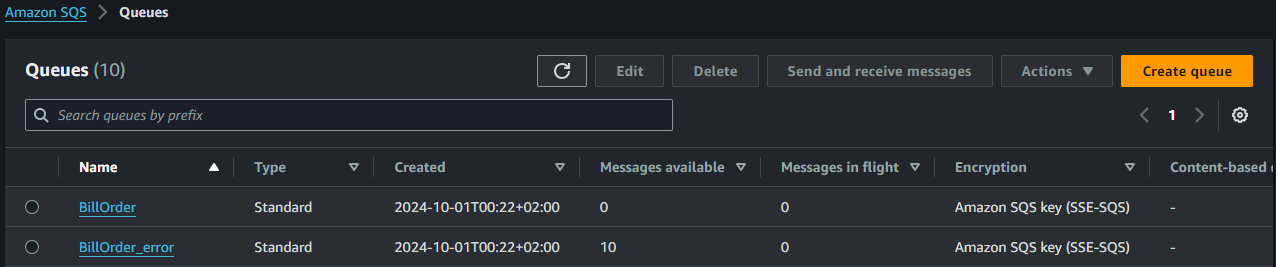 Amazon SQS > Queues
Queues (10) Edit Delete Send and receive messages Actions Create queue
Search queues by prefix 1
Name Type Created Messages available Messages in flight Encryption Content-based
BillOrder Standard 2024-10-01T00:22+02:00 0 0 Amazon SQS key (SSE-SQS) -
BillOrder_error Standard 2024-10-01T00:22+02:00 10 0 Amazon SQS key (SSE-SQS) -